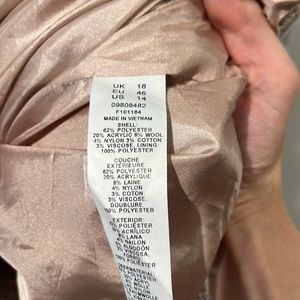 UK 18
EU 46
US 14
09808482
F101164
MADE IN VIETNAM
SHELL:
62% POLYESTER
20% ACRYLIC 8% WOOL
4% NYLON 3% COTTON
3% VISCOSE, LINING:
100% POLYESTER
COUCHE
EXTÉRIEURE:
62% POLYESTER
20% ACRYLIQUE
8% LAINE
4% NYLON
3% COTON
3% VISCOSE,
DOUBLURE:
100% POLYESTER
EXTERIOR:
62% POLIÉSTER
20% ACRÍLICO
8% LANA
4% NAILON
3% ALGODÓN
3% VISCOSA,